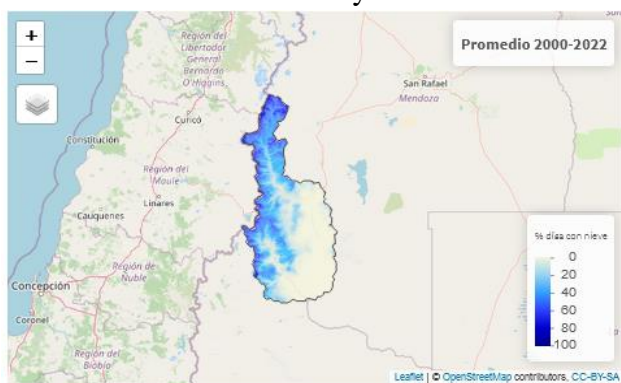 +
−
Promedio 2000-2022
Región del
Libertador
General
Bernardo
O'Higgins
San Rafael
Mendoza
Curicó
Constitución
Región del
Maule
Linares
Cauquenes
Región de
Ñuble
Concepción
Coronel
Región del
Biobío
% días con nieve
0
20
40
60
80
100
Leaflet | © OpenStreetMap contributors, CC-BY-SA